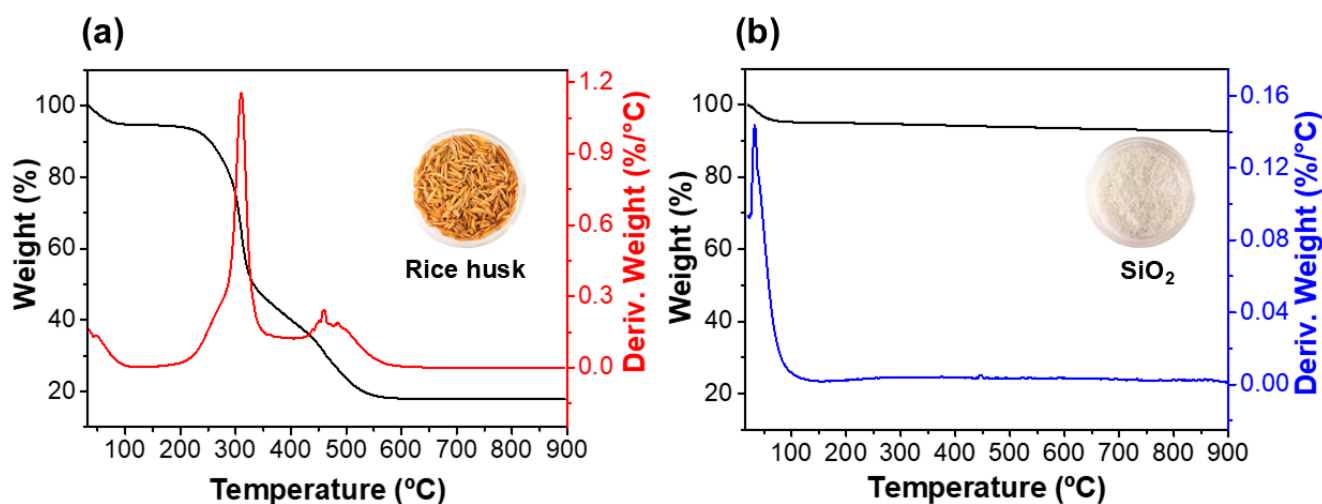 (a)
Weight (%)
100
80
60
40
20
1.2
0.9
0.6
0.3
0.0
Deriv. Weight (%/°C)
Rice husk
100 200 300 400 500 600 700 800 900
Temperature (ºC)
(b)
Weight (%)
100
80
60
40
20
0.16
0.12
0.08
0.04
0.00
Deriv. Weight (%/°C)
SiO₂
100 200 300 400 500 600 700 800 900
Temperature (ºC)